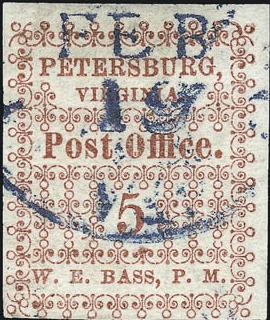 FEB
PETERSBURG,
VIRGINIA.
19
Post Office.
5
W. E. BASS, P. M.